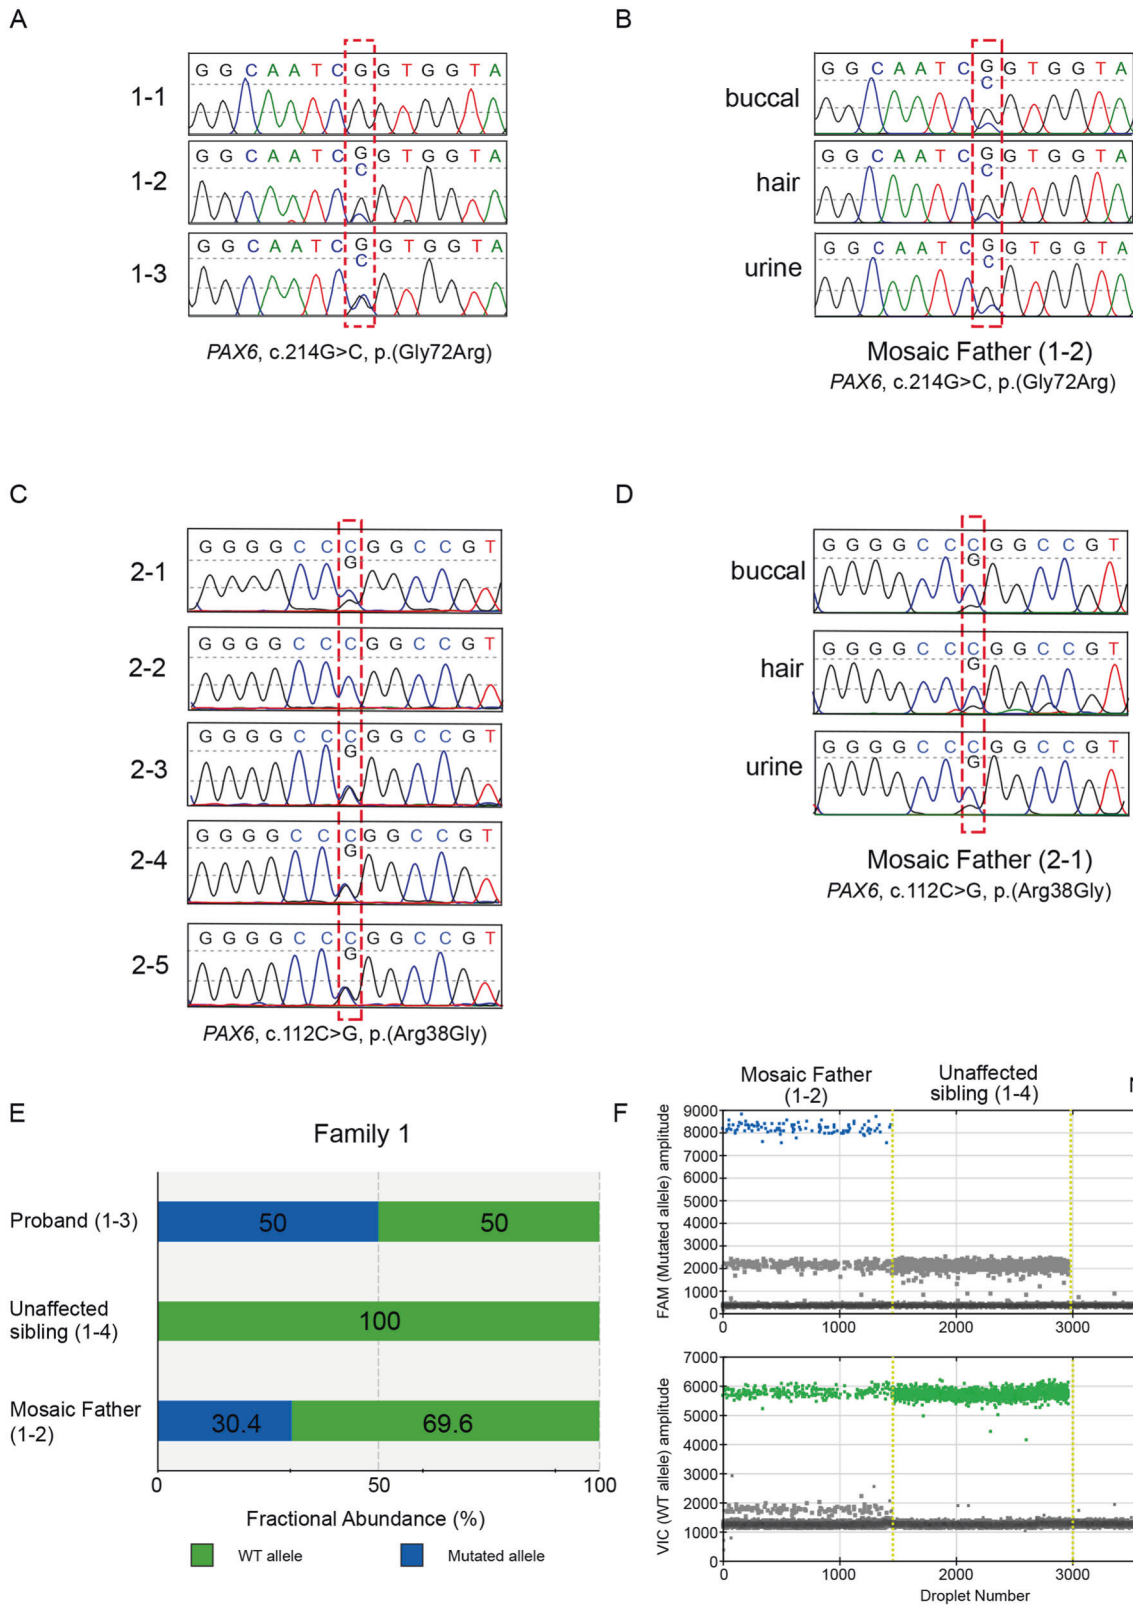 A
1-1
G G C A A T C G G T G G T A
1-2
G G C A A T C G G T G G T A
C
1-3
G G C A A T C G G T G G T A
C
PAX6, c.214G>C, p.(Gly72Arg)
B
buccal
G G C A A T C G G T G G T A
C
hair
G G C A A T C G G T G G T A
C
urine
G G C A A T C G G T G G T A
C
Mosaic Father (1-2)
PAX6, c.214G>C, p.(Gly72Arg)
C
2-1
G G G G C C C G G C C G T
G
2-2
G G G G C C C G G C C G T
2-3
G G G G C C C G G C C G T
G
2-4
G G G G C C C G G C C G T
G
2-5
G G G G C C C G G C C G T
G
PAX6, c.112C>G, p.(Arg38Gly)
D
buccal
G G G G C C C G G C C G T
G
hair
G G G G C C C G G C C G T
G
urine
G G G G C C C G G C C G T
G
Mosaic Father (2-1)
PAX6, c.112C>G, p.(Arg38Gly)
E
Family 1
Proband (1-3)
50 50
Unaffected
sibling (1-4)
100
Mosaic Father
(1-2)
30.4 69.6
0 50 100
Fractional Abundance (%)
WT allele Mutated allele
F
Mosaic Father
(1-2)
Unaffected
sibling (1-4)
FAM (Mutated allele) amplitude
9000
8000
7000
6000
5000
4000
3000
2000
1000
0
0 1000 2000 3000
VIC (WT allele) amplitude
7000
6000
5000
4000
3000
2000
1000
0
0 1000 2000 3000
Droplet Number